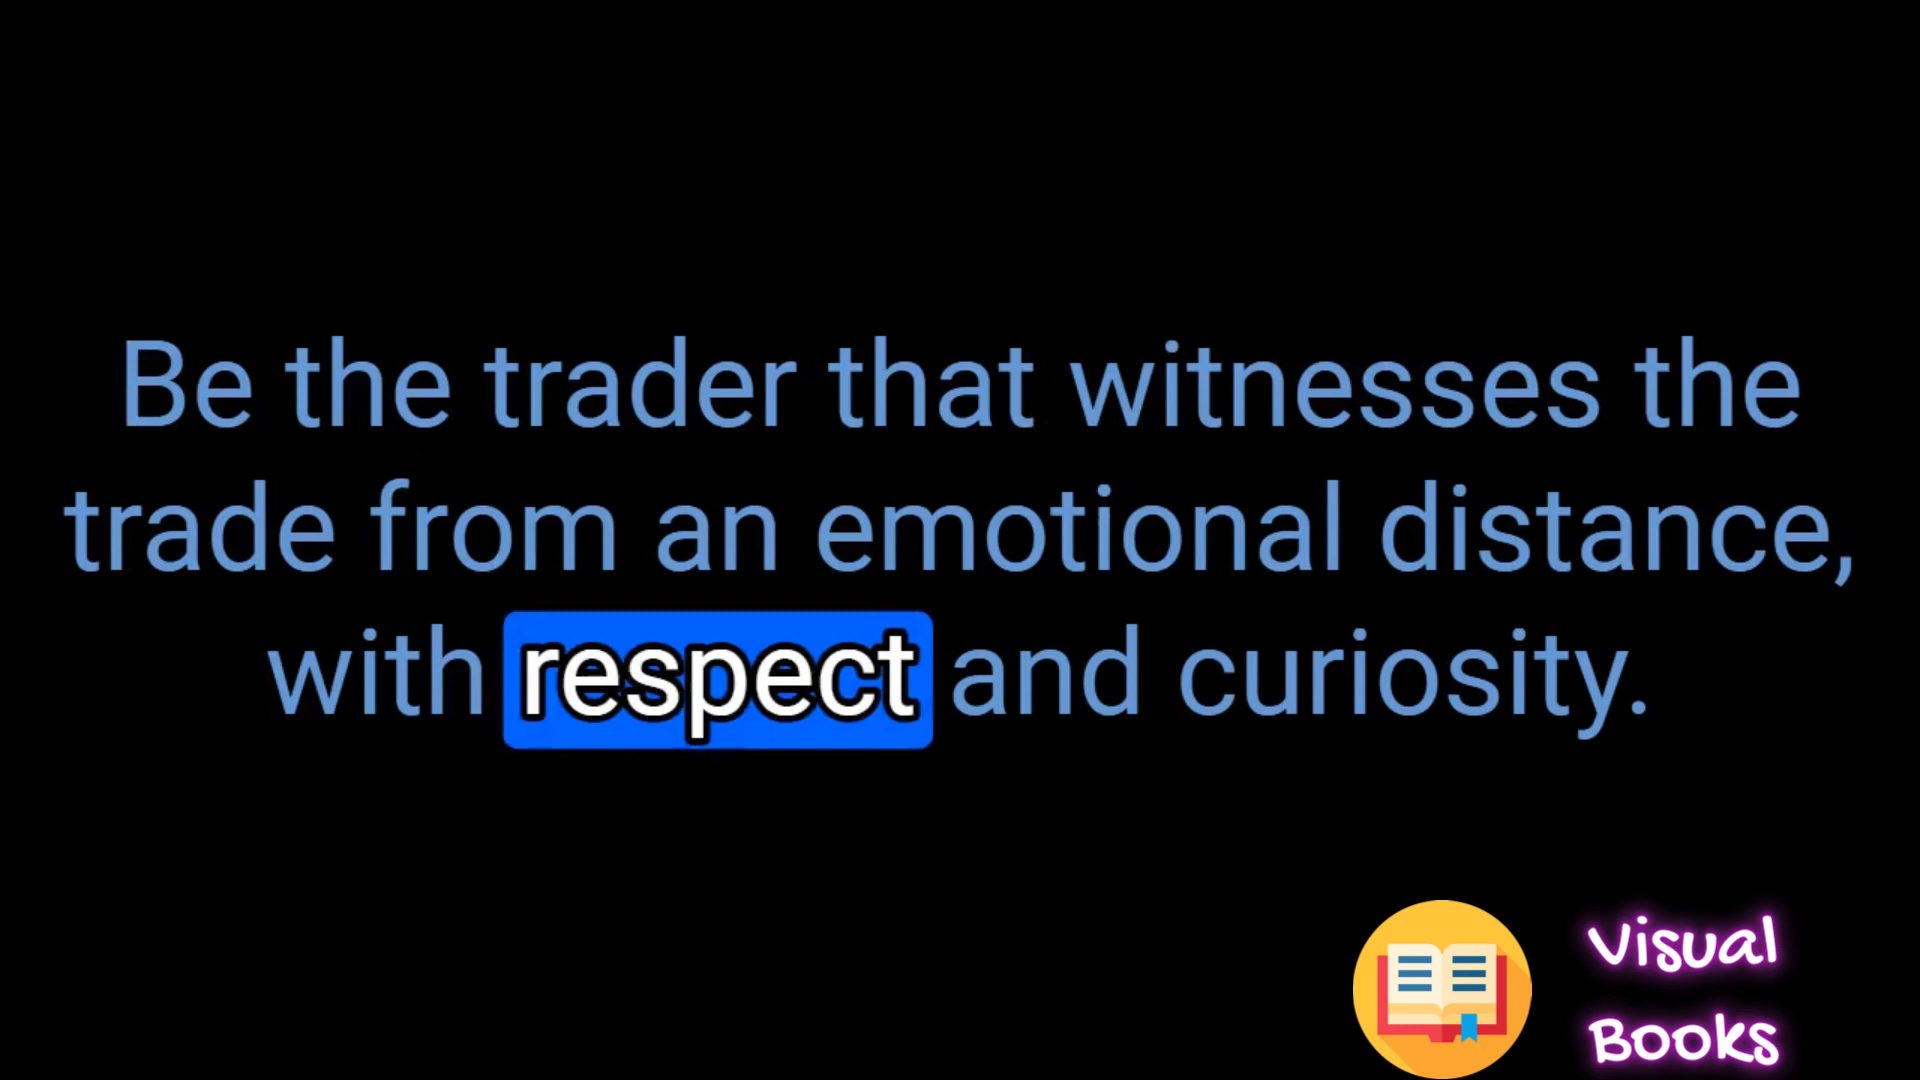 Be the trader that witnesses the
trade from an emotional distance,
with respect and curiosity.
Visual
Books